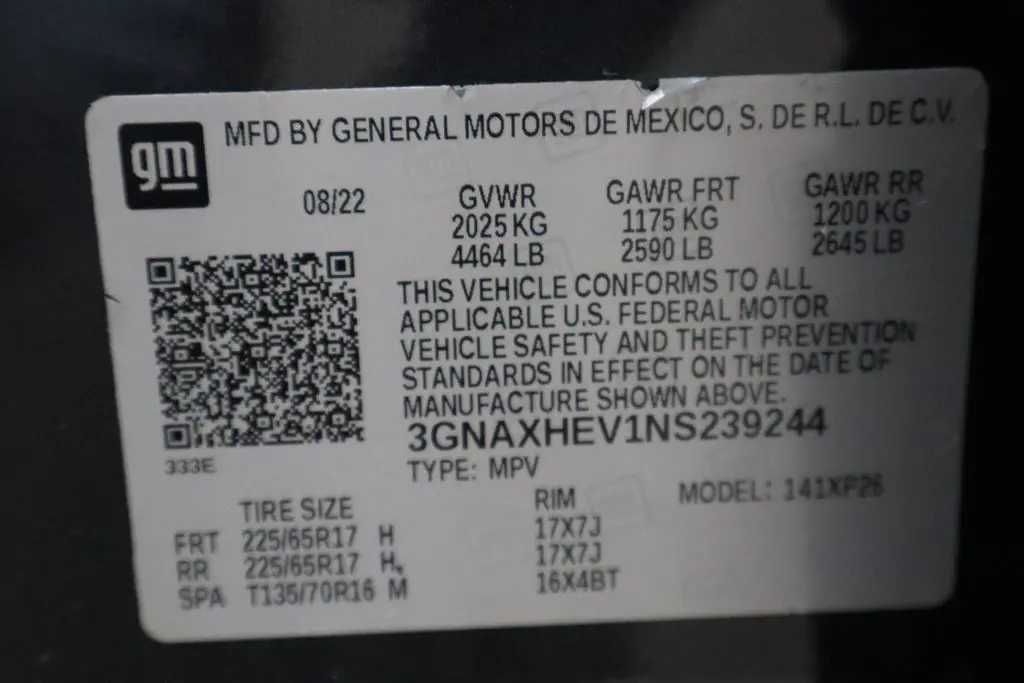 gm
MFD BY GENERAL MOTORS DE MEXICO, S. DE R.L. DE C.V.
08/22 GVWR GAWR FRT GAWR RR
2025 KG 1175 KG 1200 KG
4464 LB 2590 LB 2645 LB
THIS VEHICLE CONFORMS TO ALL
APPLICABLE U.S. FEDERAL MOTOR
VEHICLE SAFETY AND THEFT PREVENTION
STANDARDS IN EFFECT ON THE DATE OF
MANUFACTURE SHOWN ABOVE.
3GNAXHEV1NS239244
333E
TYPE: MPV
MODEL: 141XP26
TIRE SIZE RIM
FRT 225/65R17 H 17X7J
RR 225/65R17 H 17X7J
SPA T135/70R16 M 16X4BT